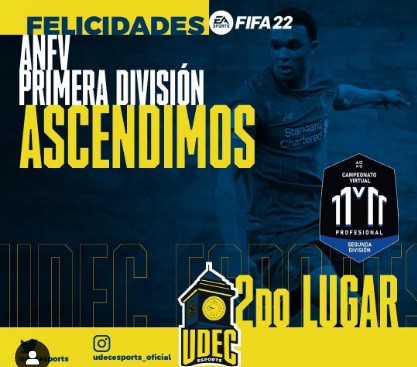 FELICIDADES
EA SPORTS FIFA 22
ANFV
PRIMERA DIVISIÓN
ASCENDIMOS
Standard
Chartered
CAMPEONATO
VIRTUAL
PROFESIONAL
SEGUNDA
DIVISIÓN
UDEC ESPORTS
2DO LUGAR
UDEC
ESPORTS
udecesports_oficial